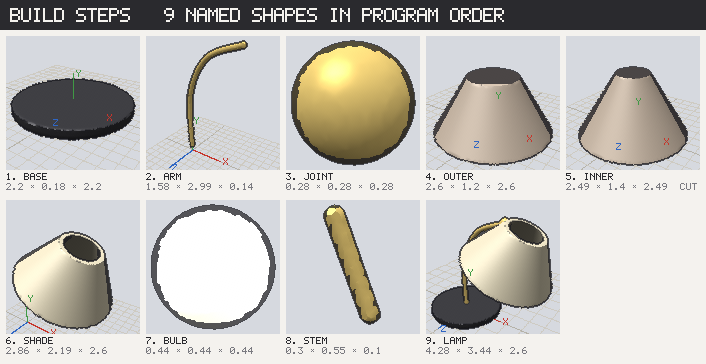 BUILD STEPS 9 NAMED SHAPES IN PROGRAM ORDER
Y
X
Z
1. BASE
2.2 × 0.18 × 2.2
Y
X
Z
2. ARM
1.58 × 2.99 × 0.14
3. JOINT
0.28 × 0.28 × 0.28
Y
X
Z
4. OUTER
2.6 × 1.2 × 2.6
Y
X
Z
5. INNER
2.49 × 1.4 × 2.49 CUT
Y
X
Z
6. SHADE
2.86 × 2.19 × 2.6
7. BULB
0.44 × 0.44 × 0.44
8. STEM
0.3 × 0.55 × 0.1
Y
X
Z
9. LAMP
4.28 × 3.44 × 2.6